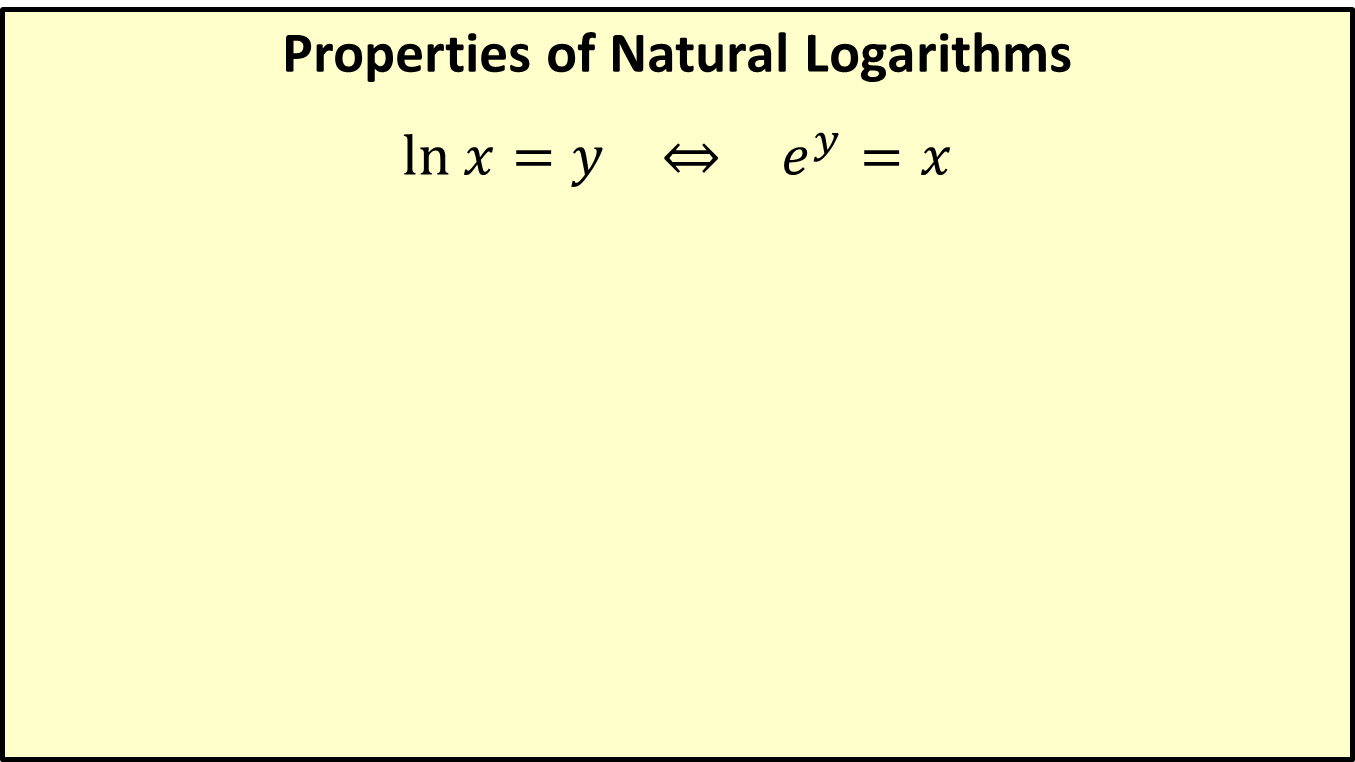 Properties of Natural Logarithms
ln x = y ⇔ e^y = x